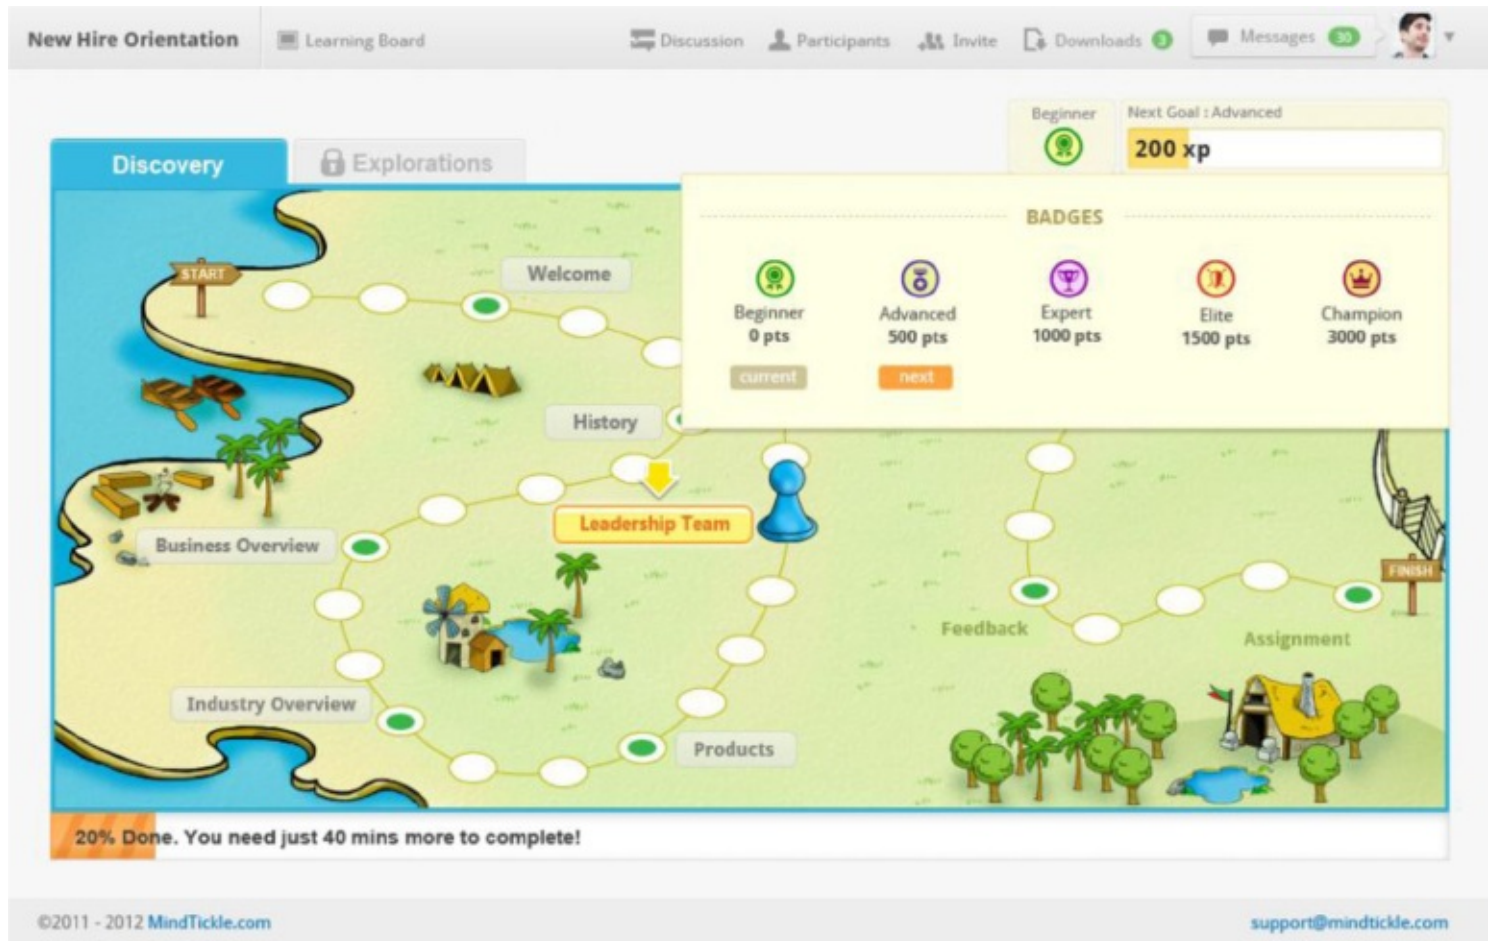 New Hire Orientation
Learning Board
Discussion
Participants
Invite
Downloads 3
Messages 30
Beginner
Next Goal : Advanced
200 xp
Discovery
Explorations
BADGES
START
Welcome
Beginner
0 pts
current
Advanced
500 pts
next
Expert
1000 pts
Elite
1500 pts
Champion
3000 pts
History
Leadership Team
Business Overview
FINISH
Feedback
Assignment
Industry Overview
Products
20% Done. You need just 40 mins more to complete!
©2011 - 2012 MindTickle.com
support@mindtickle.com